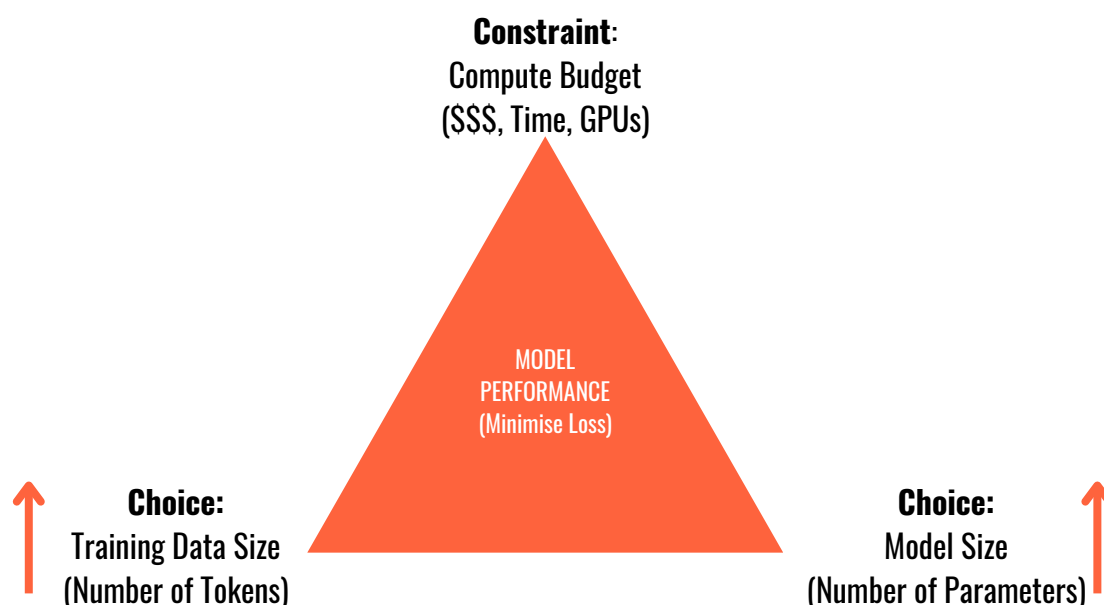 Constraint:
Compute Budget
($$$, Time, GPUs)
MODEL
PERFORMANCE
(Minimise Loss)
Choice:
Training Data Size
(Number of Tokens)
Choice:
Model Size
(Number of Parameters)